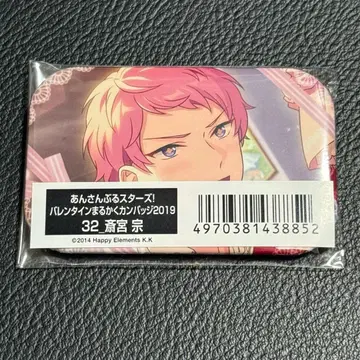 あんさんぶるスターズ!
バレンタインまるかくカンバッジ2019
32_斎宮 宗
©2014 Happy Elements K.K
4970381438852